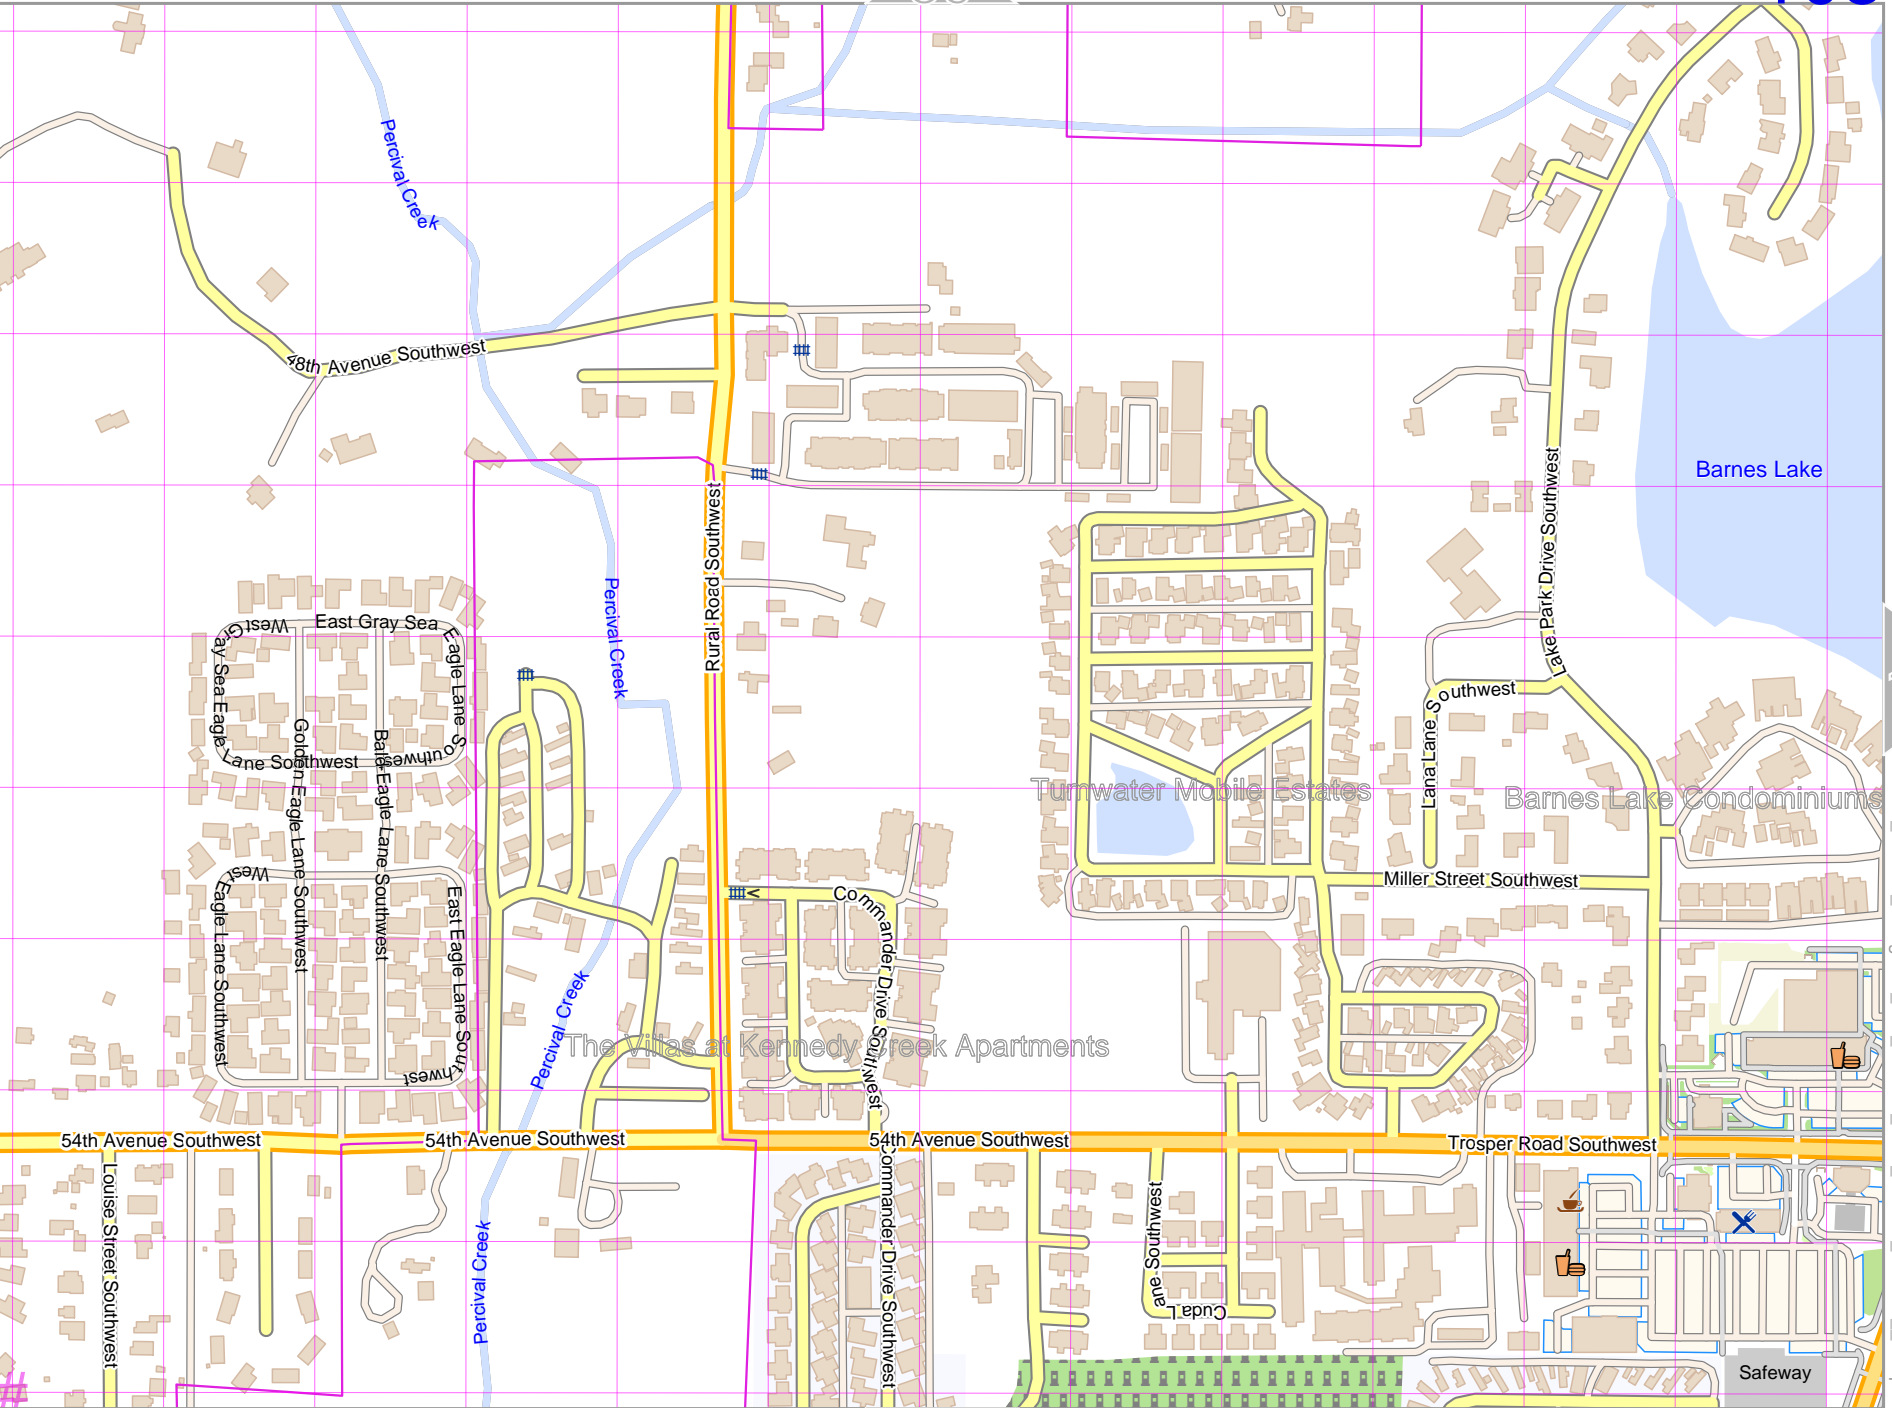 Percival Creek
48th Avenue Southwest
Barnes Lake
Rural Road Southwest
Lake Park Drive Southwest
Percival Creek
West Gray Sea Eagle Lane Southwest
East Gray Sea Eagle Lane Southwest
Golden Eagle Lane Southwest
Bald Eagle Lane Southwest
Lana Lane Southwest
Tumwater Mobile Estates
Barnes Lake Condominiums
Miller Street Southwest
West Eagle Lane Southwest
East Eagle Lane Southwest
Commander Drive Southwest
Percival Creek
The Villas at Kennedy Creek Apartments
54th Avenue Southwest
54th Avenue Southwest
54th Avenue Southwest
Trosper Road Southwest
Louise Street Southwest
Percival Creek
Commander Drive Southwest
Cuda Lane Southwest
Safeway
#